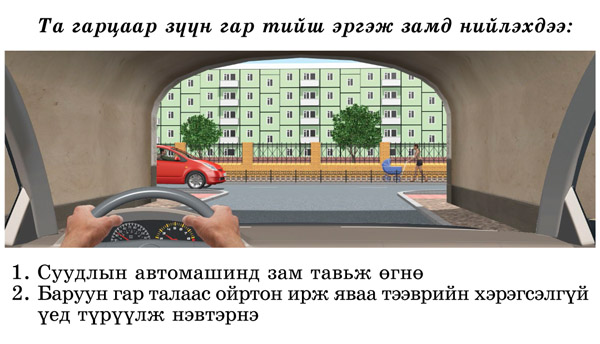 Та гарцаар зүүн гар тийш эргэж замд нийлэхдээ:
1. Суудлын автомашинд зам тавьж өгнө
2. Баруун гар талаас ойртон ирж яваа тээврийн хэрэгсэлгүй
үед түрүүлж нэвтэрнэ